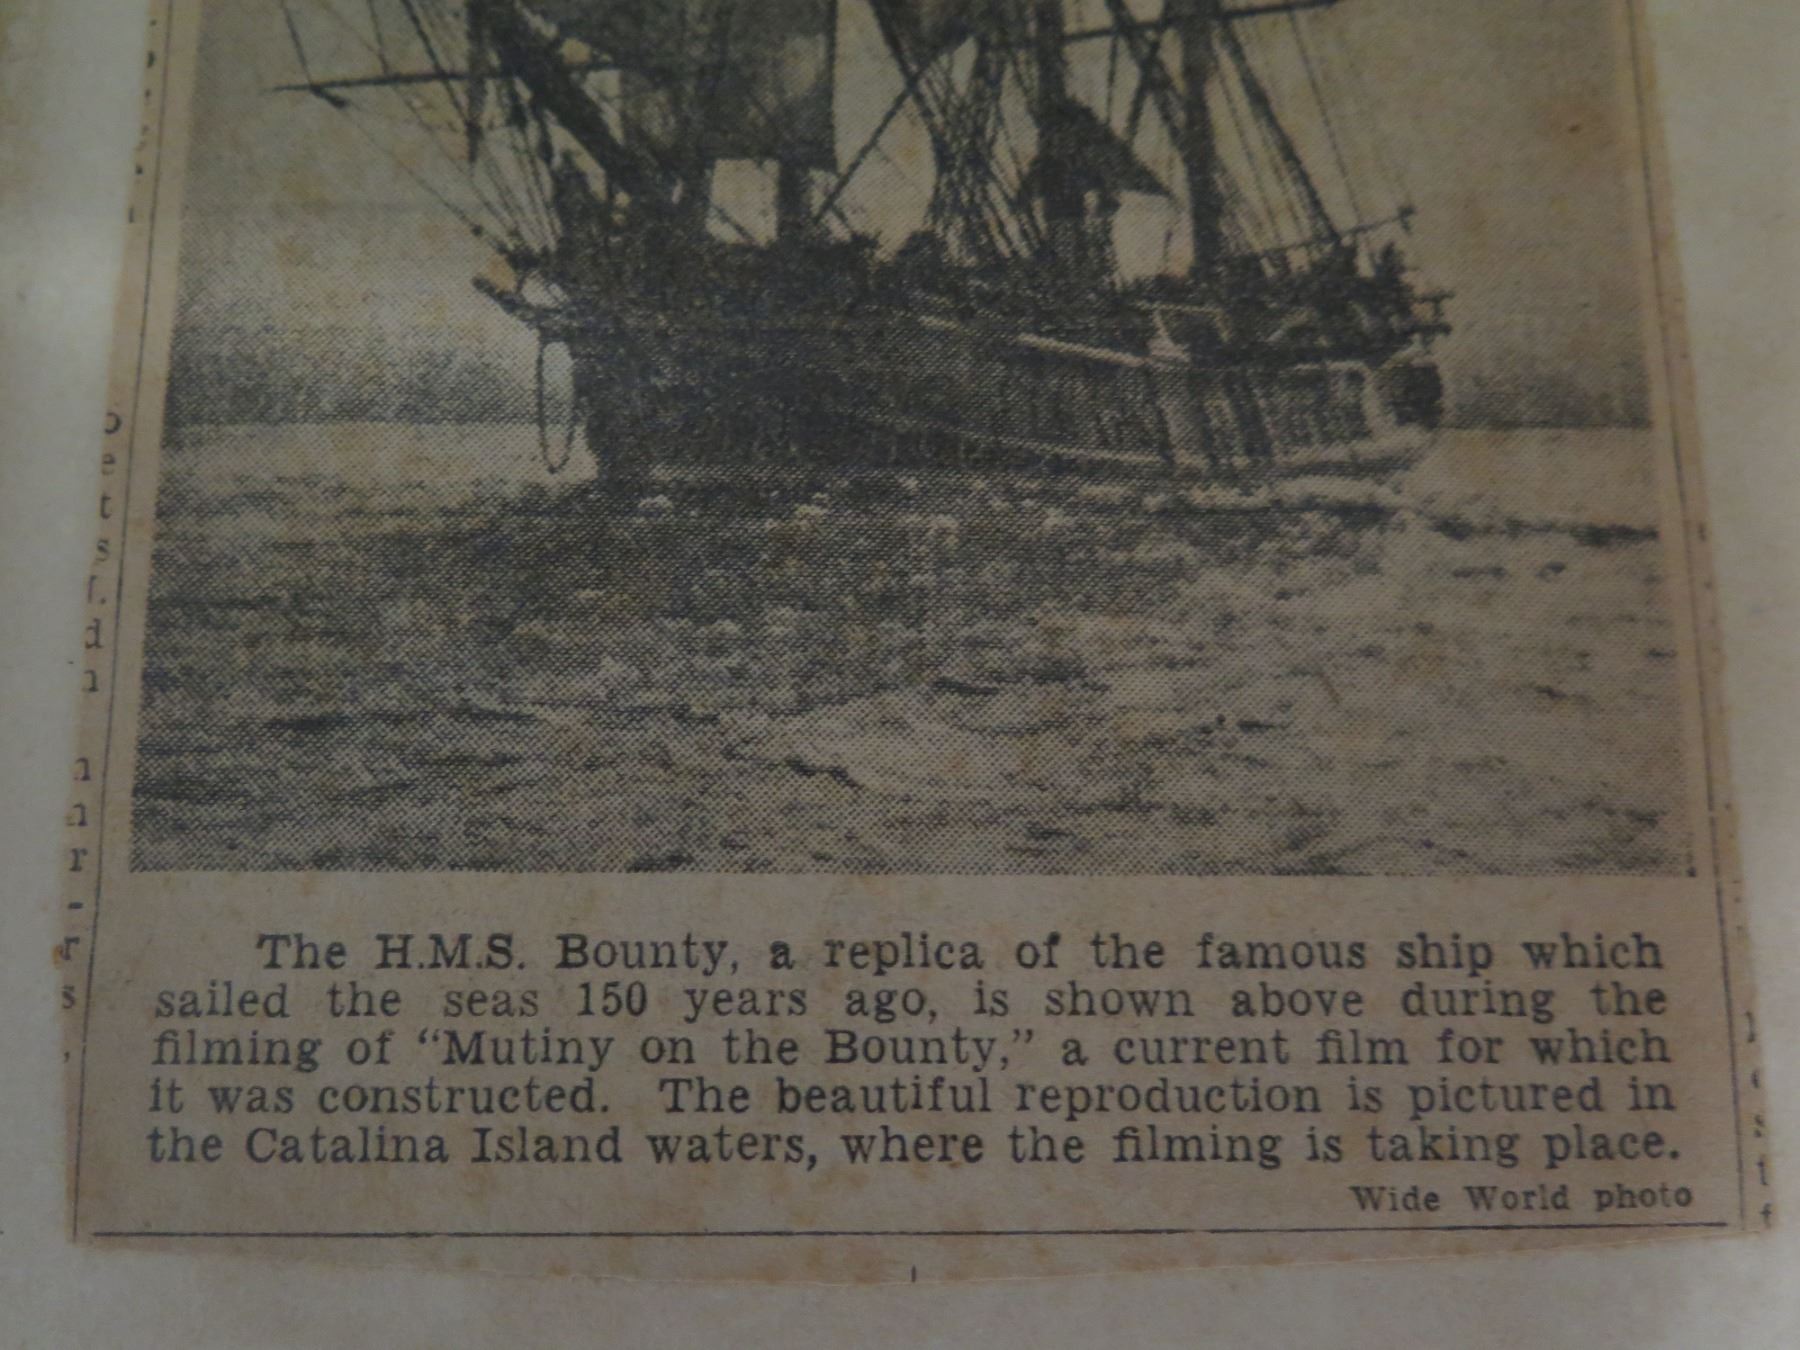 The H.M.S. Bounty, a replica of the famous ship which
sailed the seas 150 years ago, is shown above during the
filming of “Mutiny on the Bounty,” a current film for which
it was constructed. The beautiful reproduction is pictured in
the Catalina Island waters, where the filming is taking place.
Wide World photo